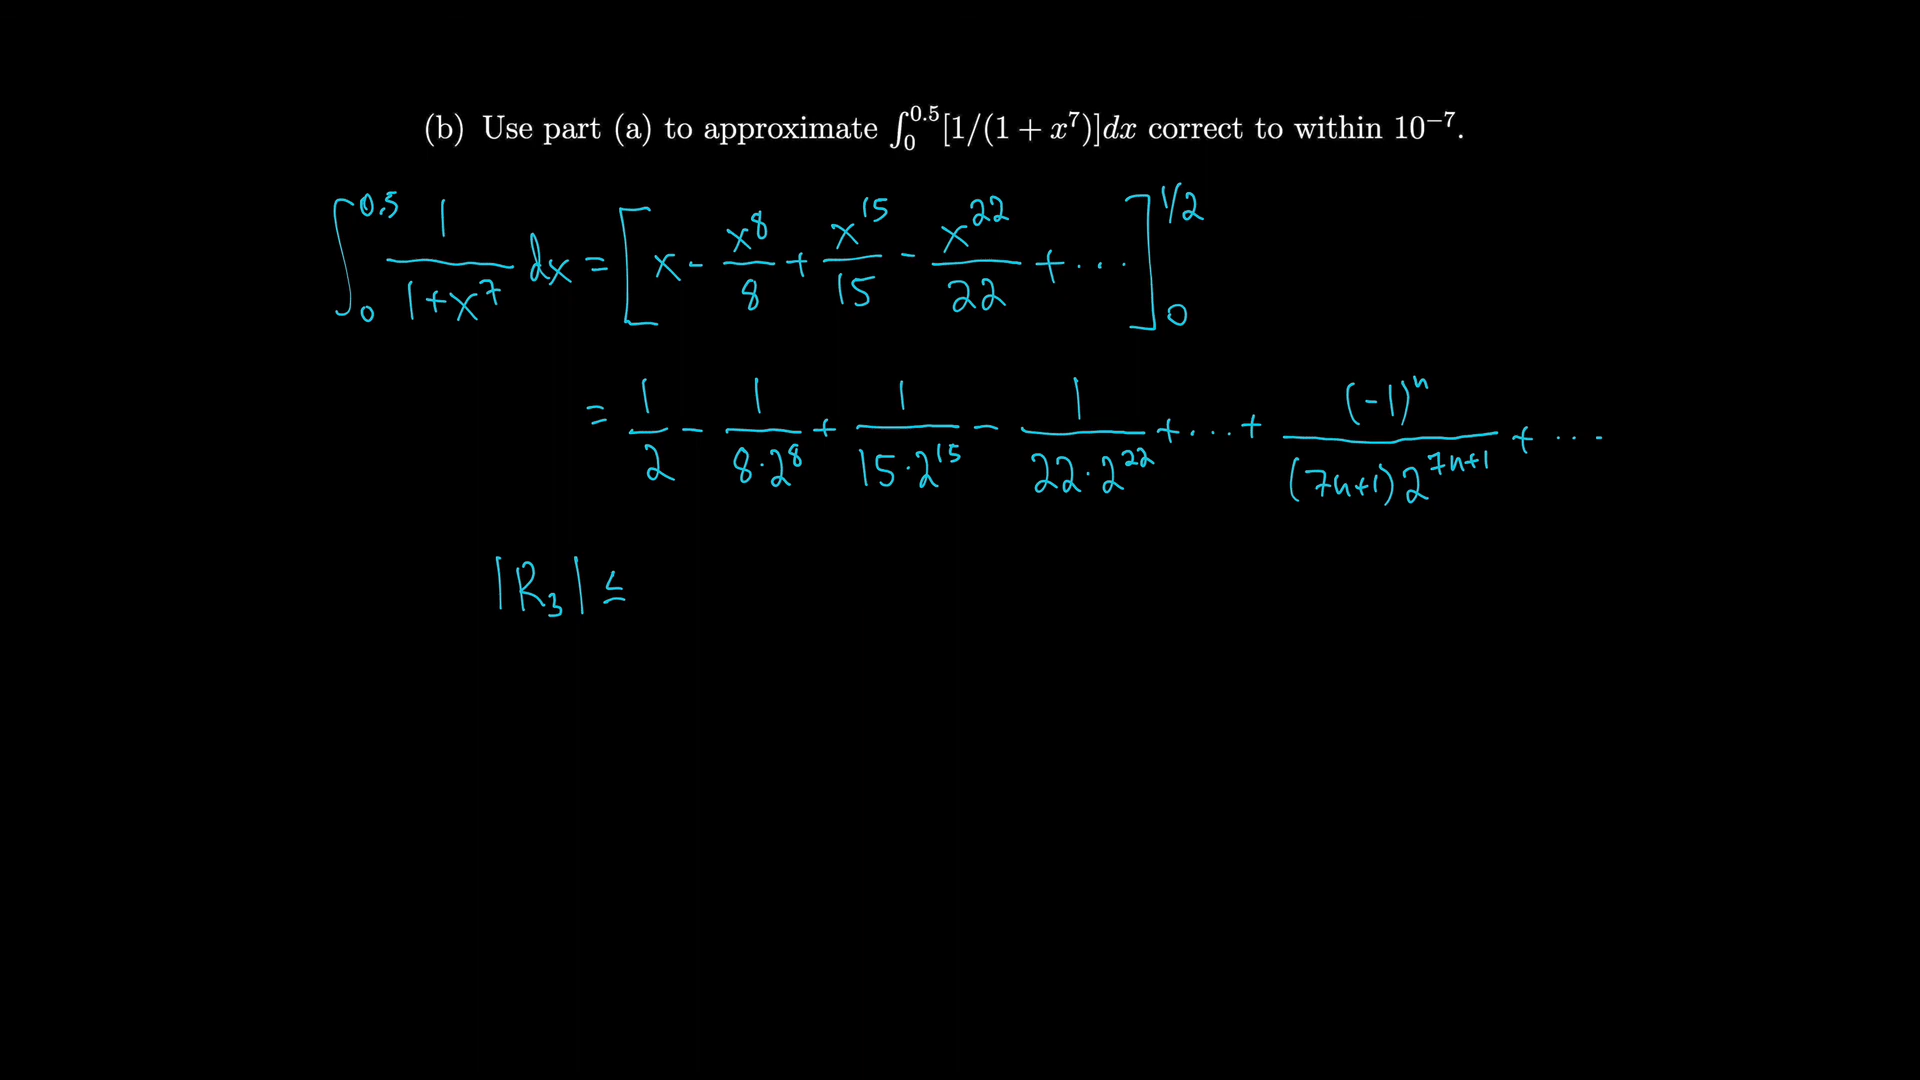 (b) Use part (a) to approximate ∫₀^0.5 [1/(1 + x⁷)]dx correct to within 10⁻⁷.
∫₀^0.5 1/(1+x⁷) dx = [x - x⁸/8 + x¹⁵/15 - x²²/22 + ...]₀^1/2
= 1/2 - 1/(8·2⁸) + 1/(15·2¹⁵) - 1/(22·2²²) + ... + (-1)ⁿ/((7n+1)2⁷ⁿ⁺¹) + ...
|R₃| ≤